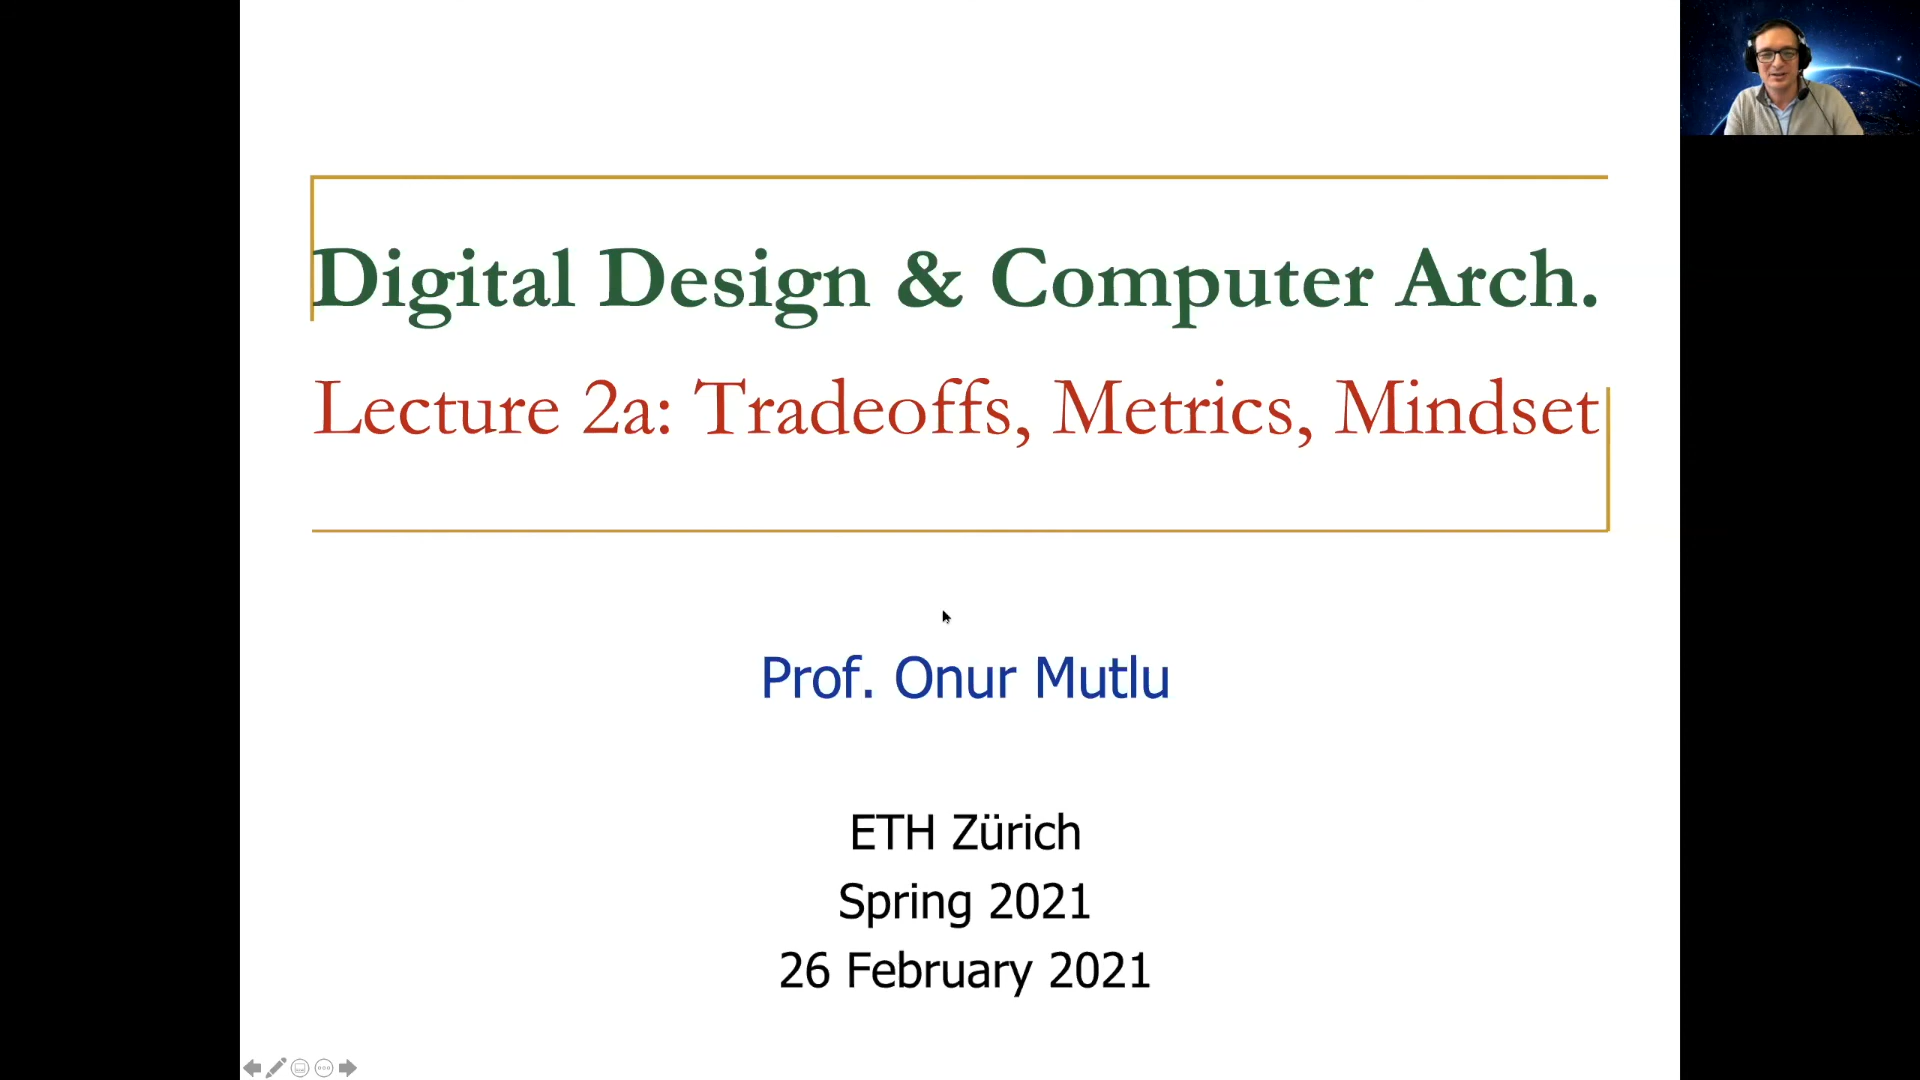 Digital Design & Computer Arch.
Lecture 2a: Tradeoffs, Metrics, Mindset
Prof. Onur Mutlu
ETH Zürich
Spring 2021
26 February 2021